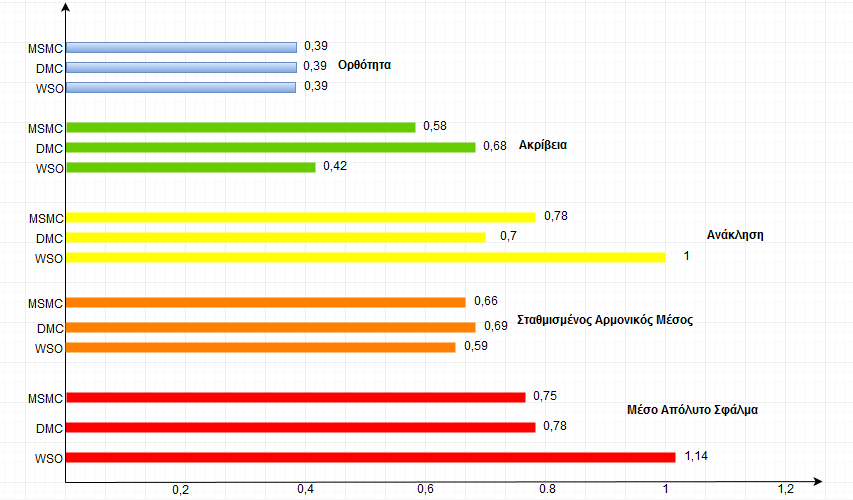 MSMC 0,39
DMC 0,39 Ορθότητα
WSO 0,39
MSMC 0,58
DMC 0,68 Ακρίβεια
WSO 0,42
MSMC 0,78
DMC 0,7 Ανάκληση
WSO 1
MSMC 0,66
DMC 0,69 Σταθμισμένος Αρμονικός Μέσος
WSO 0,59
MSMC 0,75
Μέσο Απόλυτο Σφάλμα
DMC 0,78
WSO 1,14
0,2 0,4 0,6 0,8 1 1,2